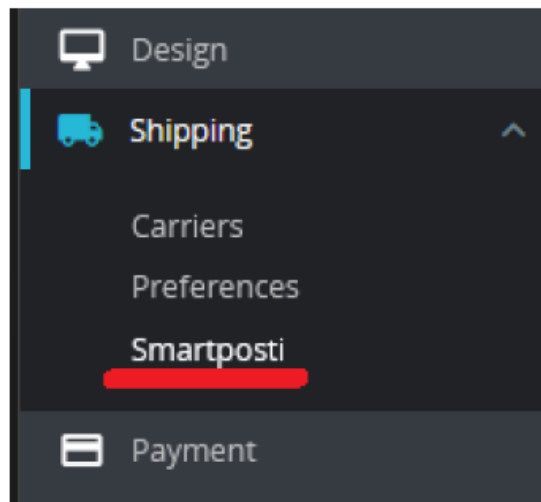 Design
Shipping
Carriers
Preferences
Smartposti
Payment